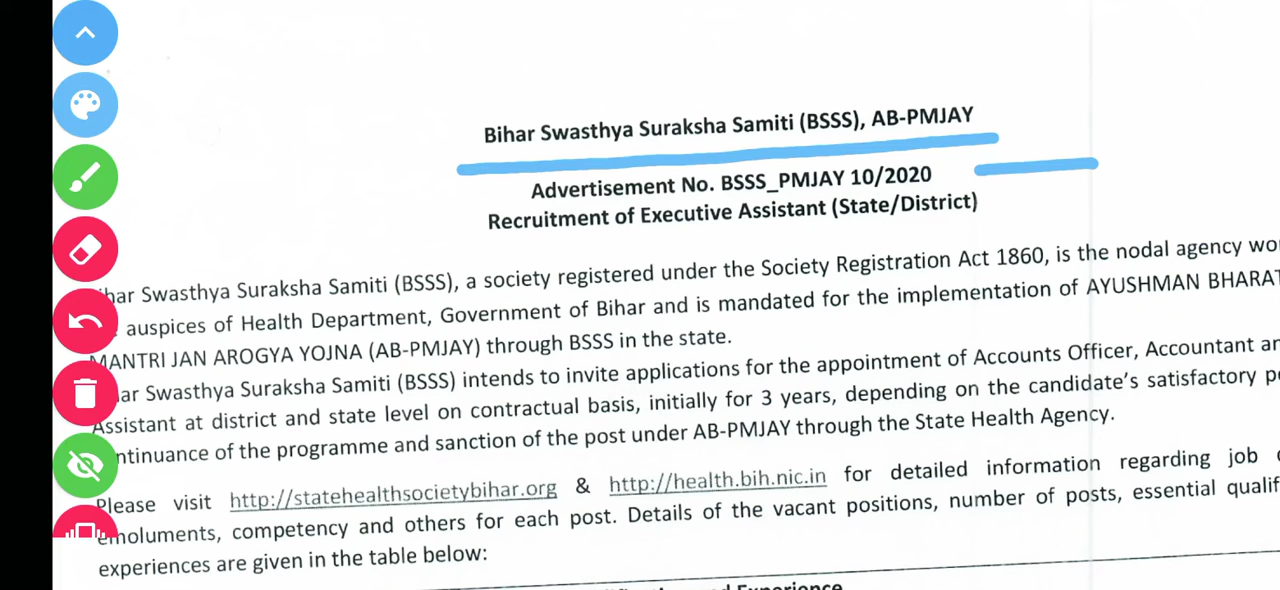 Bihar Swasthya Suraksha Samiti (BSSS), AB-PMJAY
Advertisement No. BSSS_PMJAY 10/2020
Recruitment of Executive Assistant (State/District)
Swasthya Suraksha Samiti (BSSS), a society registered under the Society Registration Act 1860, is the nodal agency
auspices of Health Department, Government of Bihar and is mandated for the implementation of AYUSHMAN BHARAT
MANTRI JAN AROGYA YOJNA (AB-PMJAY) through BSSS in the state.
Swasthya Suraksha Samiti (BSSS) intends to invite applications for the appointment of Accounts Officer, Accountant
Assistant at district and state level on contractual basis, initially for 3 years, depending on the candidate's satisfactory
of the programme and sanction of the post under AB-PMJAY through the State Health Agency.
Please visit http://statehealthsocietybihar.org & http://health.bih.nic.in for detailed information regarding job
emoluments, competency and others for each post. Details of the vacant positions, number of posts, essential
experiences are given in the table below:
Experience